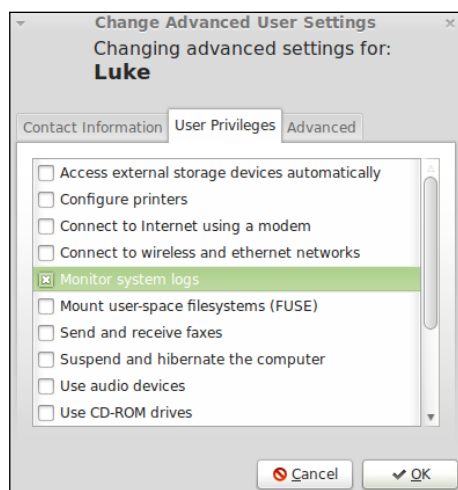 Change Advanced User Settings
Changing advanced settings for:
Luke
Contact Information User Privileges Advanced
Access external storage devices automatically
Configure printers
Connect to Internet using a modem
Connect to wireless and ethernet networks
Monitor system logs
Mount user-space filesystems (FUSE)
Send and receive faxes
Suspend and hibernate the computer
Use audio devices
Use CD-ROM drives
Cancel OK